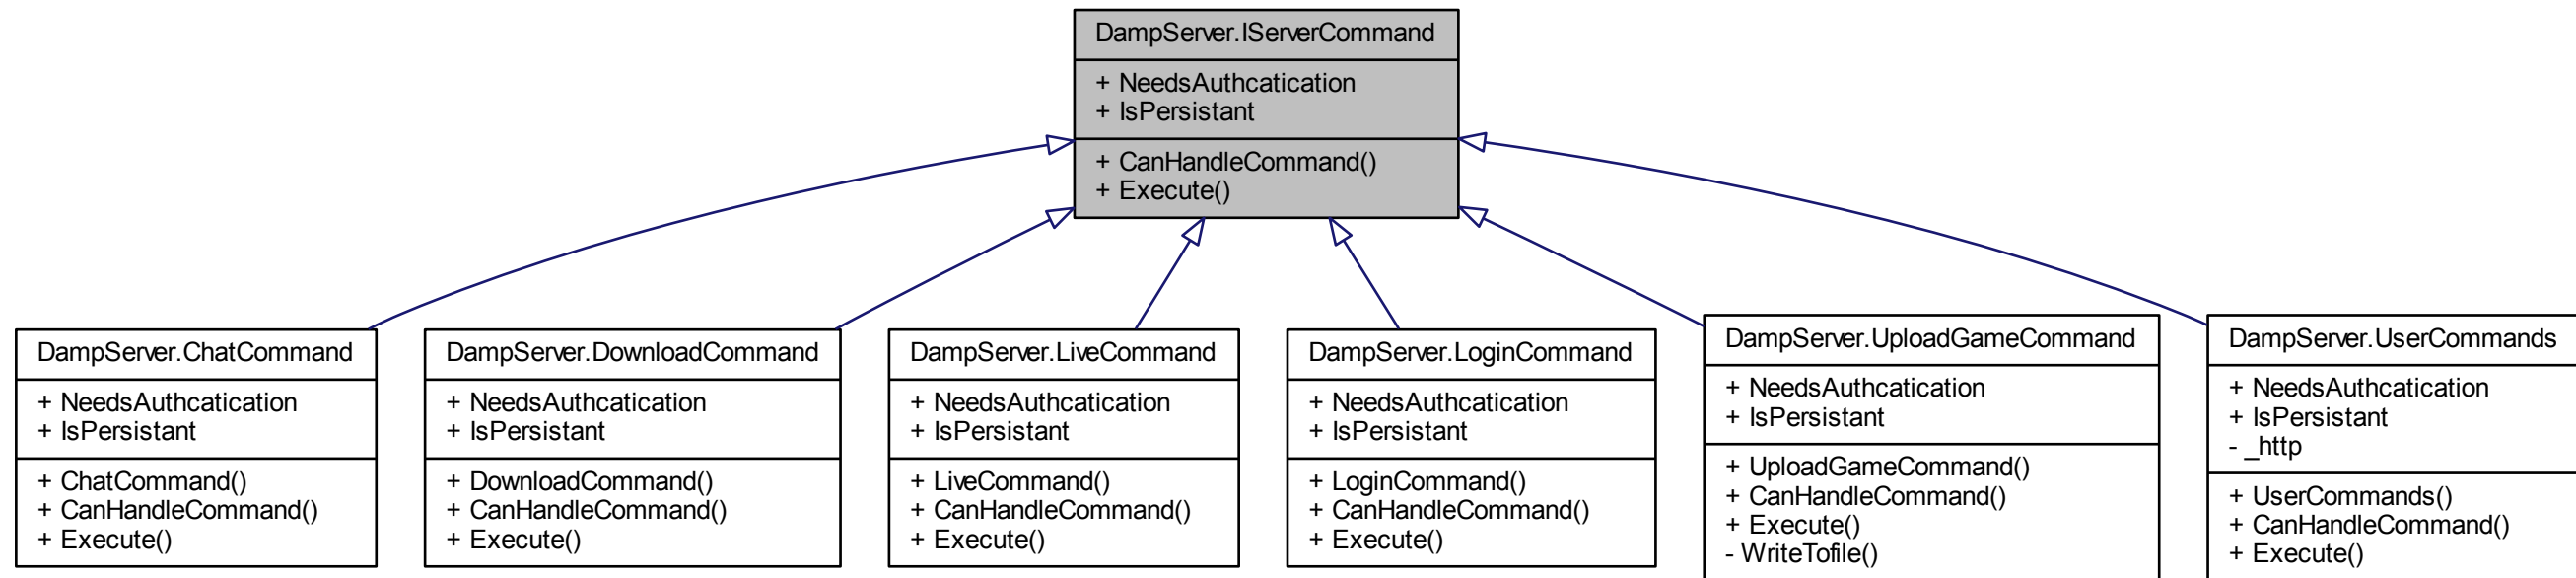 DampServer.IServerCommand
+ NeedsAuthcatication
+ IsPersistant
+ CanHandleCommand()
+ Execute()
DampServer.ChatCommand
+ NeedsAuthcatication
+ IsPersistant
+ ChatCommand()
+ CanHandleCommand()
+ Execute()
DampServer.DownloadCommand
+ NeedsAuthcatication
+ IsPersistant
+ DownloadCommand()
+ CanHandleCommand()
+ Execute()
DampServer.LiveCommand
+ NeedsAuthcatication
+ IsPersistant
+ LiveCommand()
+ CanHandleCommand()
+ Execute()
DampServer.LoginCommand
+ NeedsAuthcatication
+ IsPersistant
+ LoginCommand()
+ CanHandleCommand()
+ Execute()
DampServer.UploadGameCommand
+ NeedsAuthcatication
+ IsPersistant
+ UploadGameCommand()
+ CanHandleCommand()
+ Execute()
- WriteTofile()
DampServer.UserCommands
+ NeedsAuthcatication
+ IsPersistant
- _http
+ UserCommands()
+ CanHandleCommand()
+ Execute()